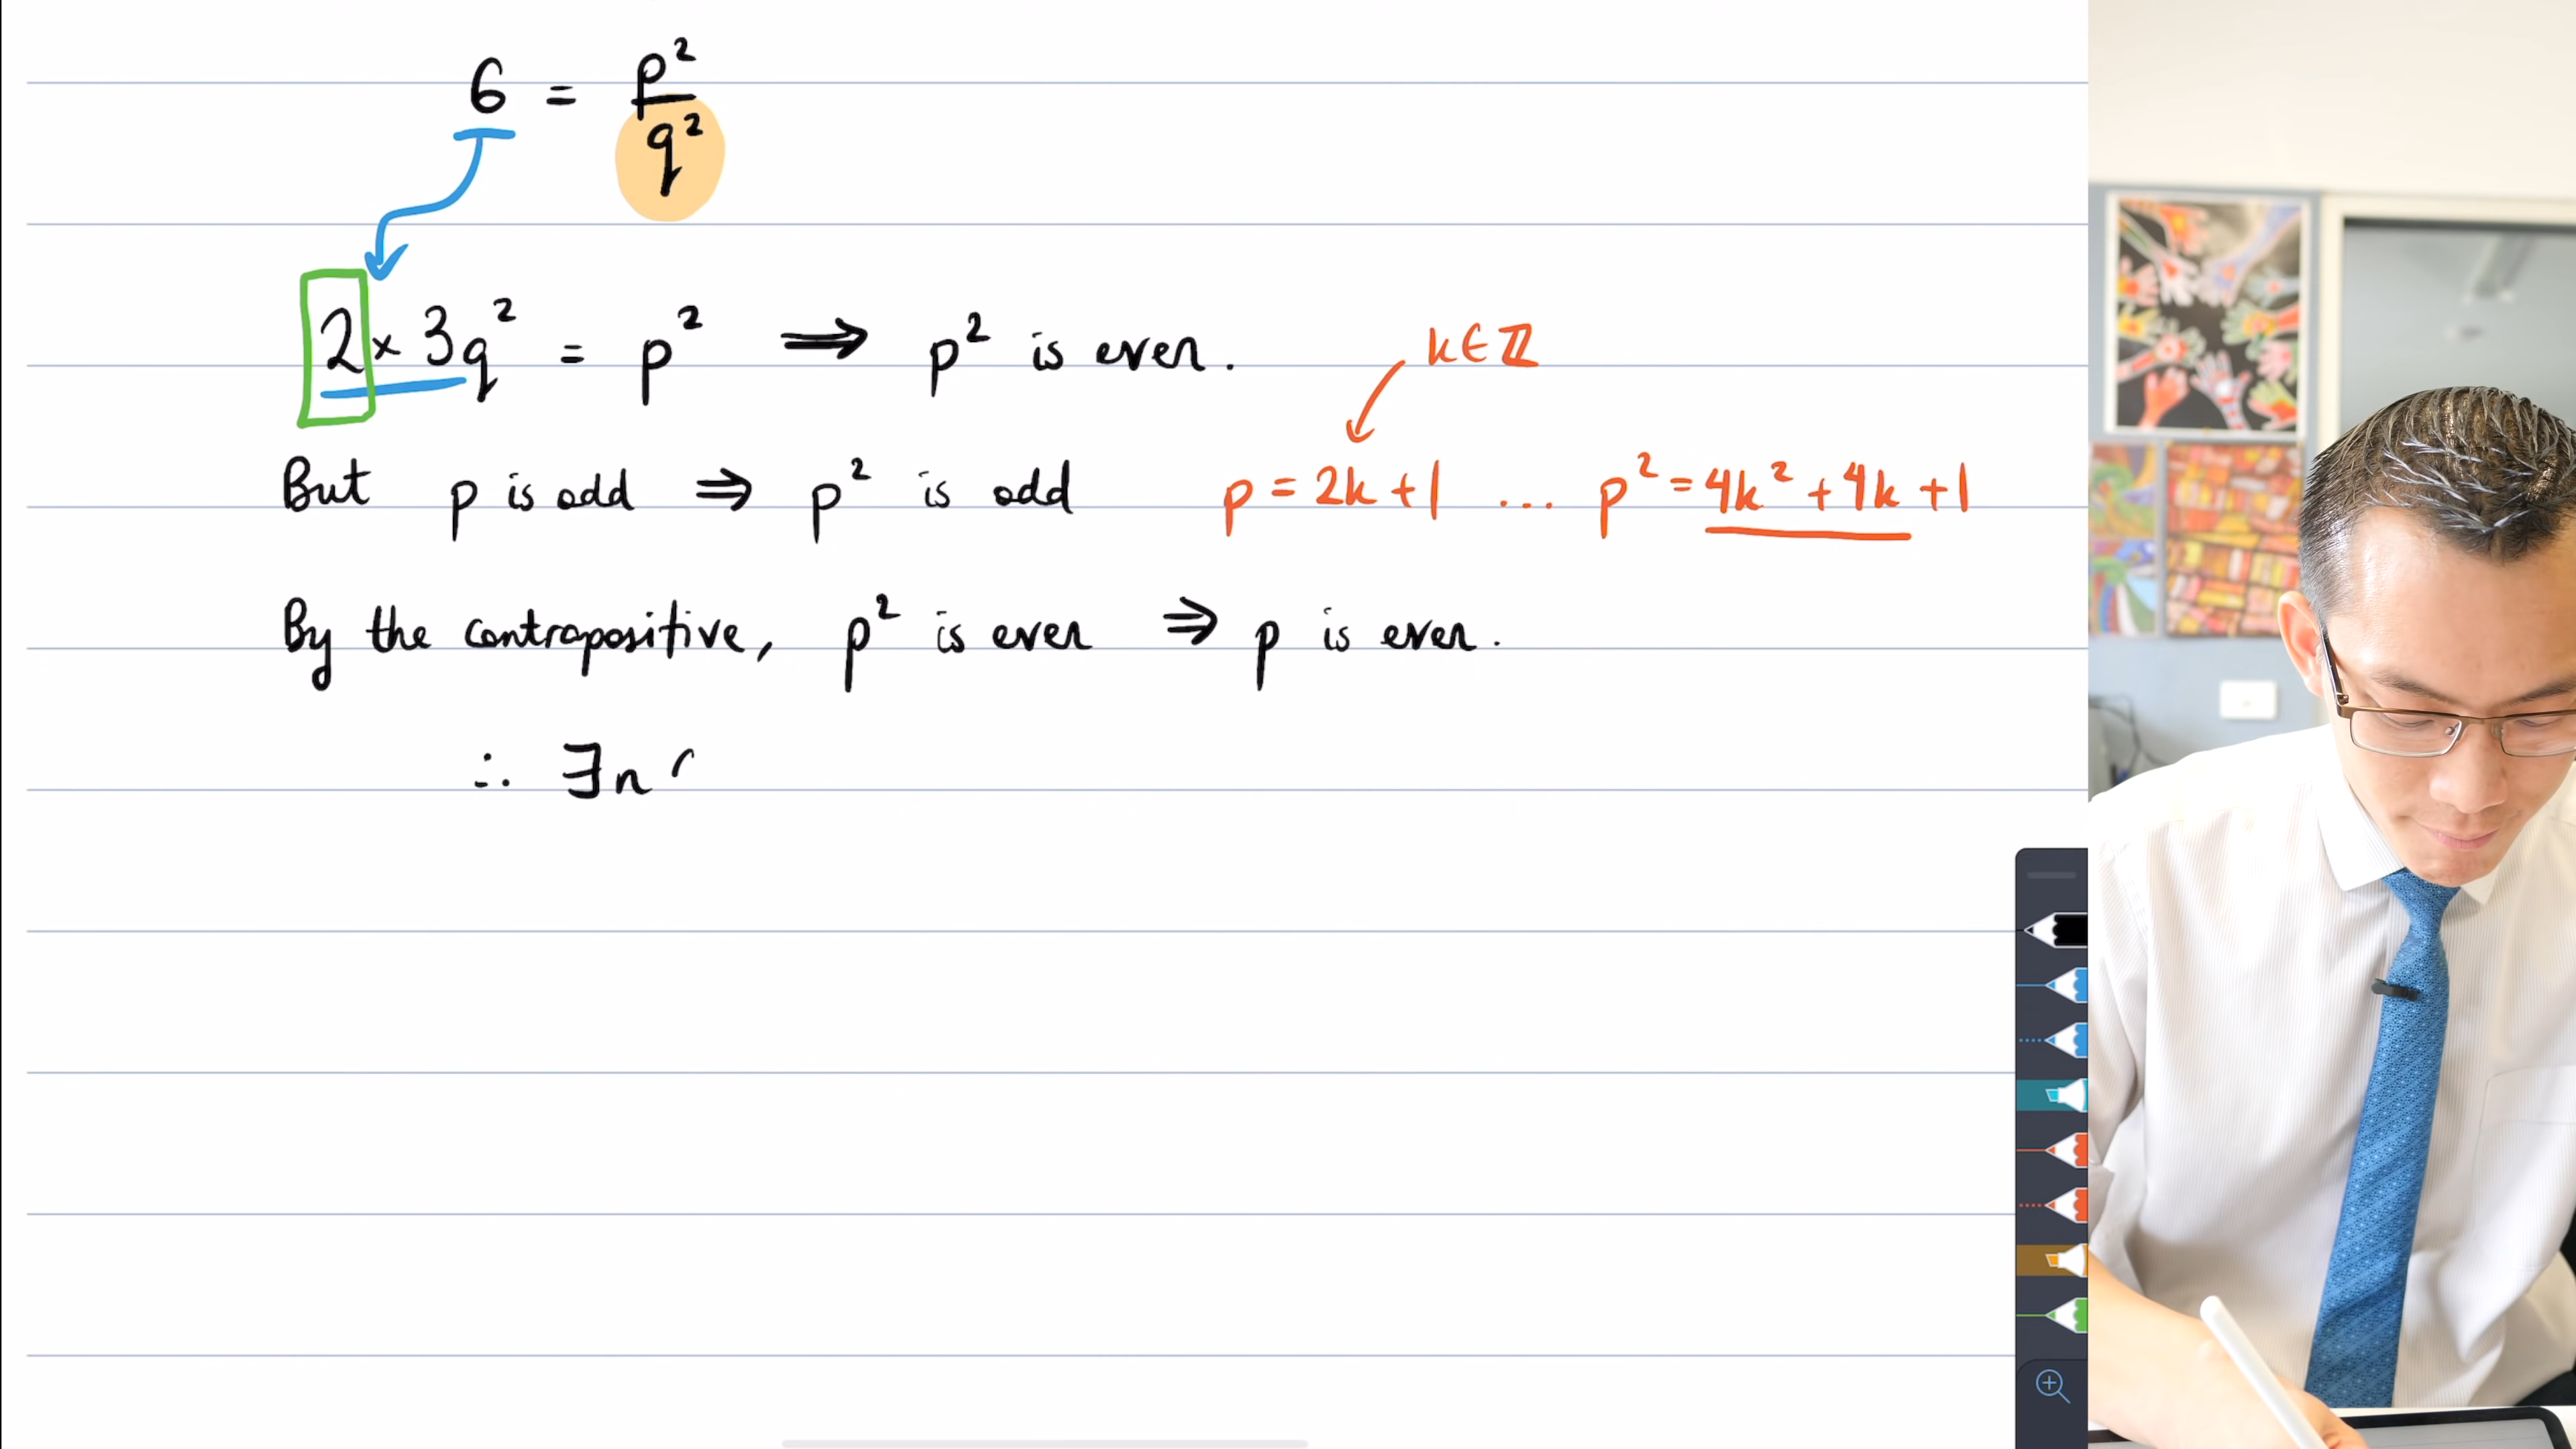 6 = p²/q²
2 × 3q² = p² ⟹ p² is even.
k ∈ ℤ
But p is odd ⇒ p² is odd
p = 2k + 1 ... p² = 4k² + 4k + 1
By the contrapositive, p² is even ⇒ p is even.
∴ ∃n